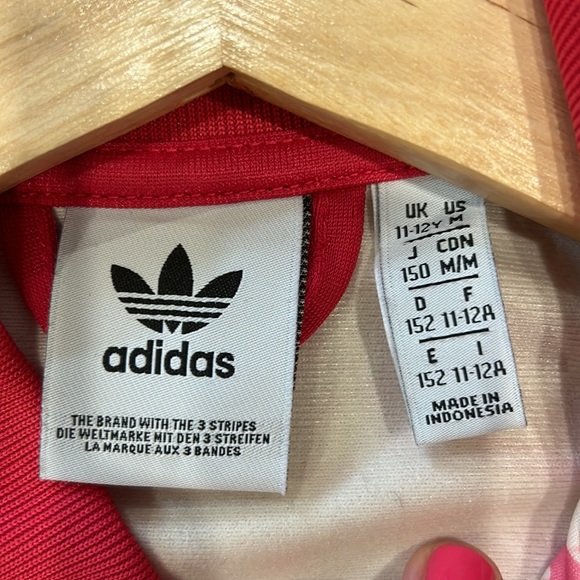 adidas
THE BRAND WITH THE 3 STRIPES
DIE WELTMARKE MIT DEN 3 STREIFEN
LA MARQUE AUX 3 BANDES
UK US
11-12Y M
J CDN
150 M/M
D F
152 11-12A
E I
152 11-12A
MADE IN
INDONESIA